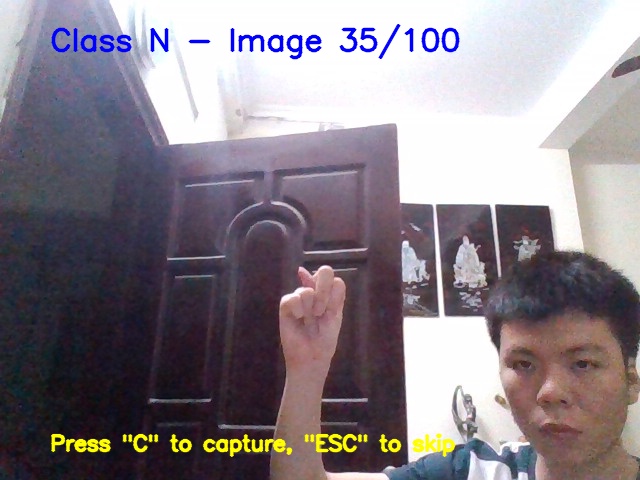 Class N - Image 35/100
Press "C" to capture, "ESC" to skip